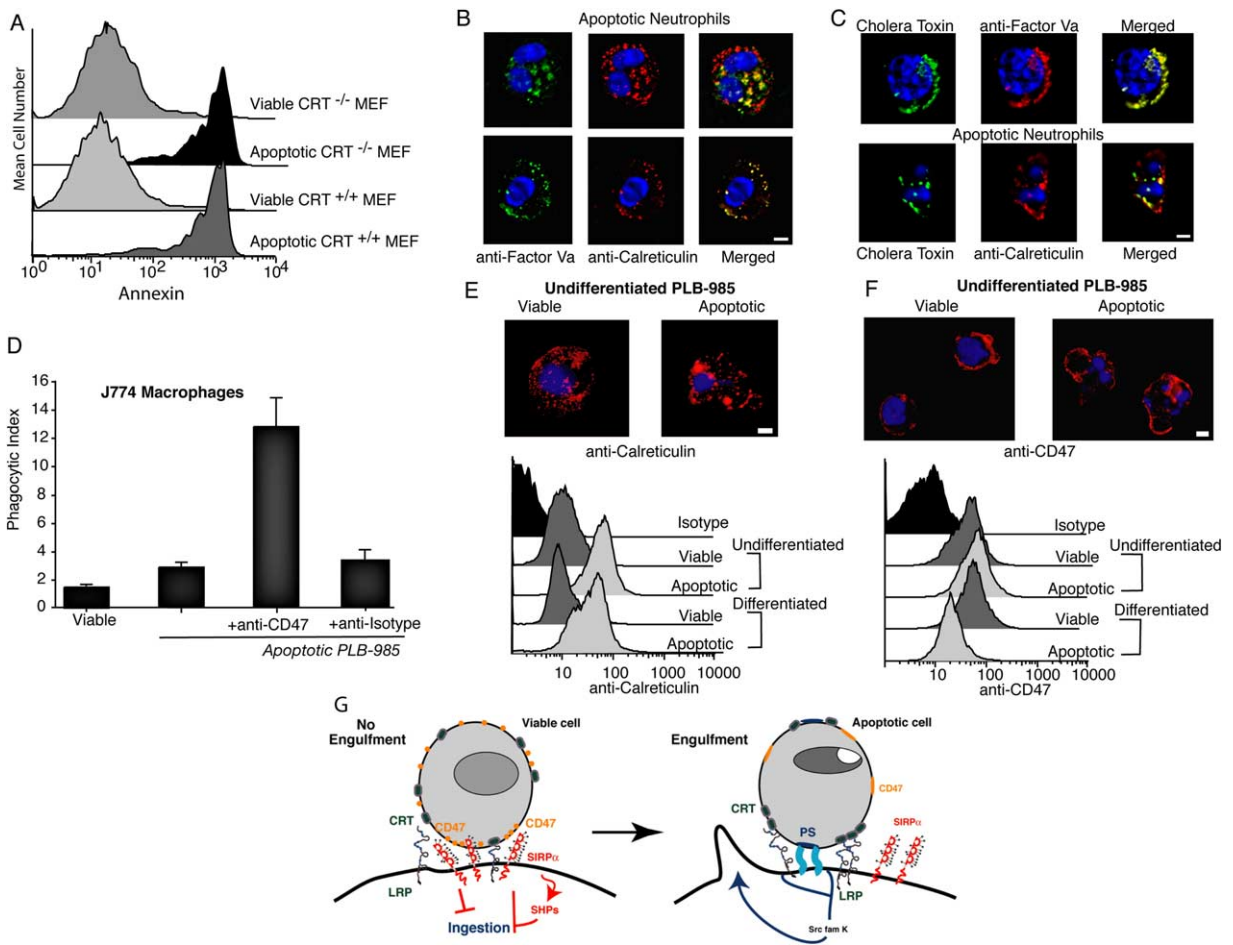 A
Mean Cell Number
Viable CRT -/- MEF
Apoptotic CRT -/- MEF
Viable CRT +/+ MEF
Apoptotic CRT +/+ MEF
10^0 10^1 10^2 10^3 10^4
Annexin
B
Apoptotic Neutrophils
anti-Factor Va anti-Calreticulin Merged
C
Cholera Toxin anti-Factor Va Merged
Apoptotic Neutrophils
Cholera Toxin anti-Calreticulin Merged
D
Phagocytic Index
16
14
12
10
8
6
4
2
0
J774 Macrophages
Viable +anti-CD47 +anti-Isotype
Apoptotic PLB-985
E
Undifferentiated PLB-985
Viable Apoptotic
anti-Calreticulin
Isotype
Viable
Undifferentiated
Apoptotic
Differentiated
Viable
Apoptotic
10 100 1000 10000
anti-Calreticulin
F
Undifferentiated PLB-985
Viable Apoptotic
anti-CD47
Isotype
Viable
Undifferentiated
Apoptotic
Differentiated
Viable
Apoptotic
10 100 1000 10000
anti-CD47
G
No
Engulfment
Viable cell
CRT
CD47
CD47
SIRPα
LRP
SHPs
Ingestion
Engulfment
Apoptotic cell
CD47
CRT
PS
SIRPα
LRP
Src fam K